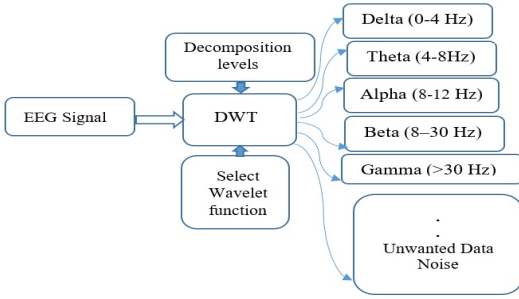 Delta (0-4 Hz)
Decomposition
levels
Theta (4-8Hz)
Alpha (8-12 Hz)
EEG Signal
DWT
Beta (8–30 Hz)
Gamma (>30 Hz)
Select
Wavelet
function
.
.
Unwanted Data
Noise